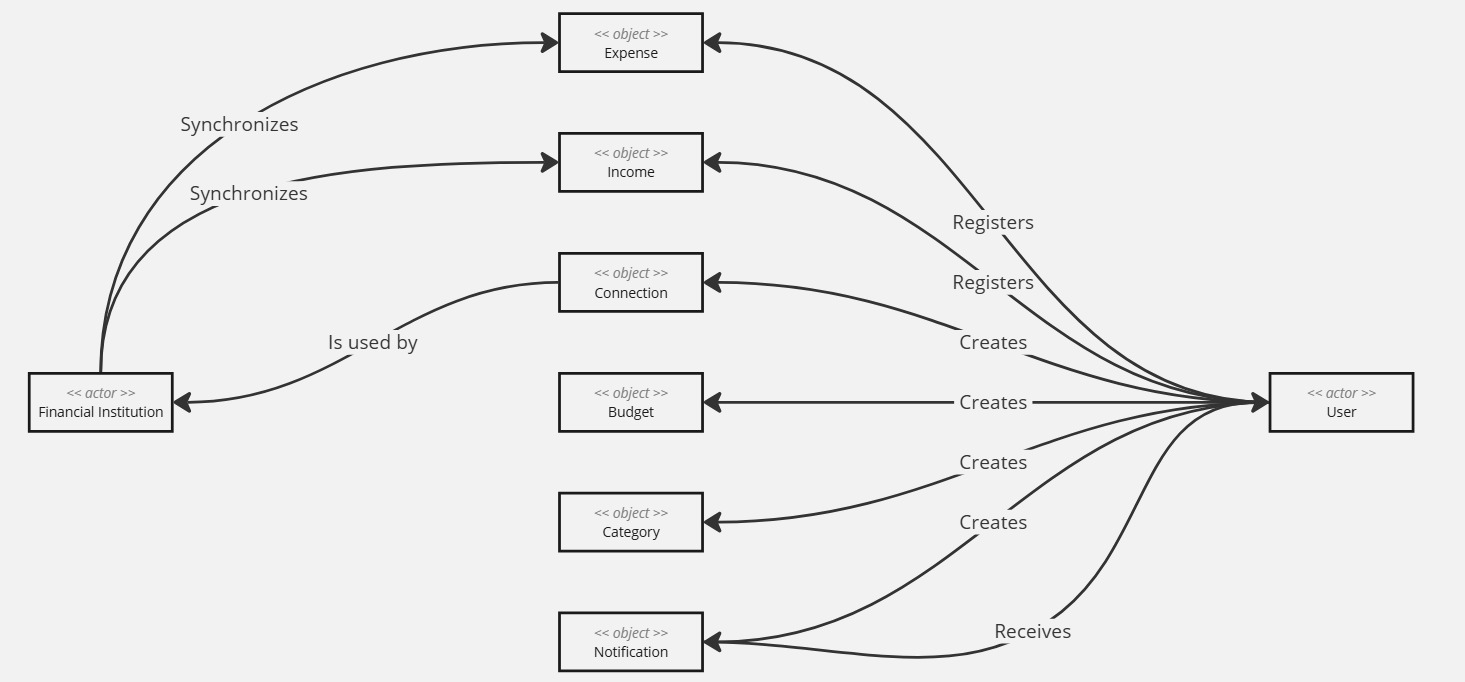 << object >>
Expense
Synchronizes
<< object >>
Income
Synchronizes
Registers
<< object >>
Connection
Registers
Is used by
Creates
<< actor >>
Financial Institution
<< object >>
Budget
Creates
<< actor >>
User
Creates
<< object >>
Category
Creates
<< object >>
Notification
Receives